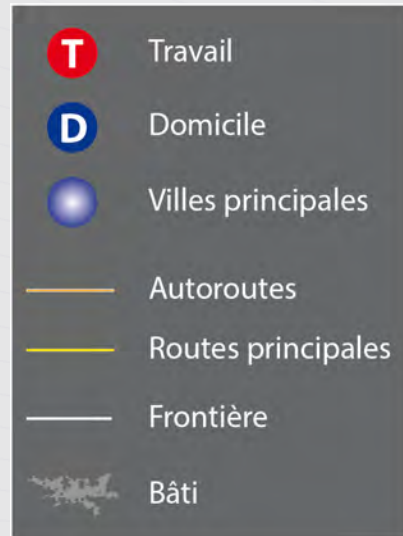 T Travail
D Domicile
Villes principales
Autoroutes
Routes principales
Frontière
Bâti